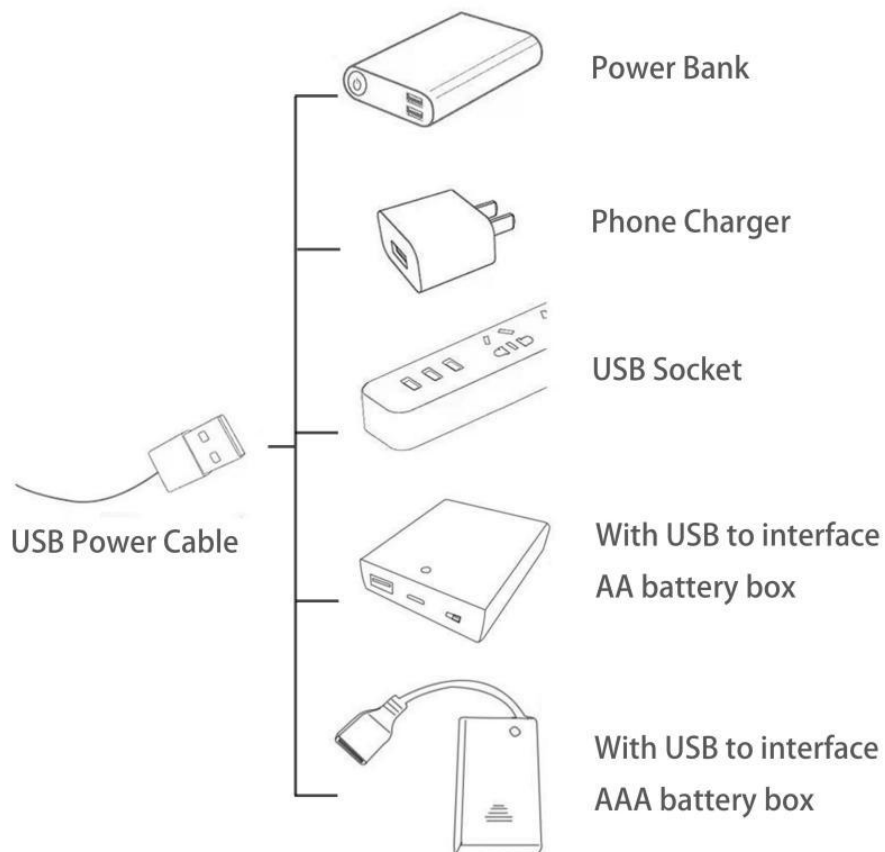 Power Bank
Phone Charger
USB Socket
USB Power Cable
With USB to interface
AA battery box
With USB to interface
AAA battery box